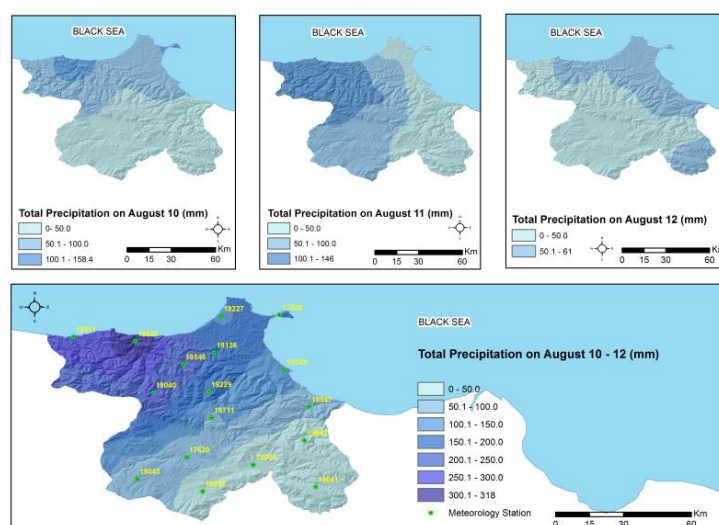 BLACK SEA
Total Precipitation on August 10 (mm)
0- 50.0
50.1 - 100.0
100.1 - 158.4
0 15 30 60
Km
BLACK SEA
Total Precipitation on August 11 (mm)
0- 50.0
50.1 - 100.0
100.1 - 146
0 15 30 60
Km
BLACK SEA
Total Precipitation on August 12 (mm)
0 - 50.0
50.1 - 61
0 15 30 60
Km
BLACK SEA
Total Precipitation on August 10 - 12 (mm)
0 - 50.0
50.1 - 100.0
100.1 - 150.0
150.1 - 200.0
200.1 - 250.0
250.1 - 300.0
300.1 - 318
Meteorology Station
0 15 30 60
Km
19227
18136
18546
19040
19229
18711
17620
19043
19041